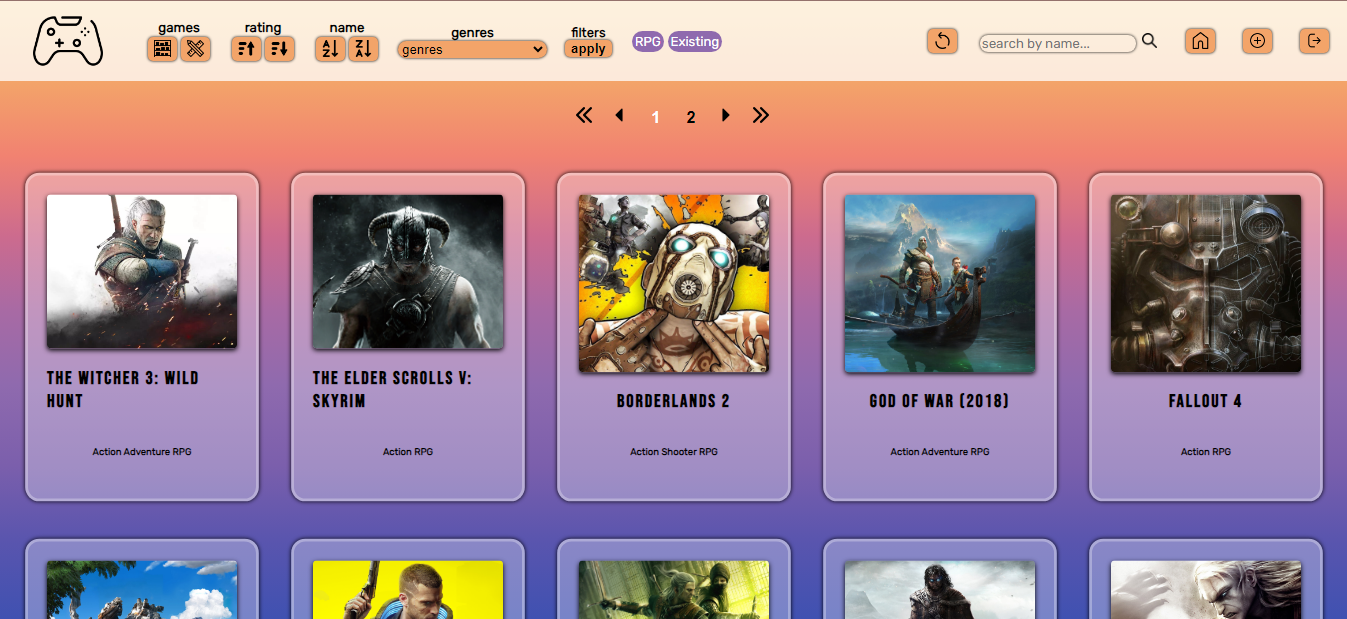 games
rating
name
genres
filters
genres
apply
RPG Existing
search by name...
1 2
THE WITCHER 3: WILD
HUNT
Action Adventure RPG
THE ELDER SCROLLS V:
SKYRIM
Action RPG
BORDERLANDS 2
Action Shooter RPG
GOD OF WAR (2018)
Action Adventure RPG
FALLOUT 4
Action RPG